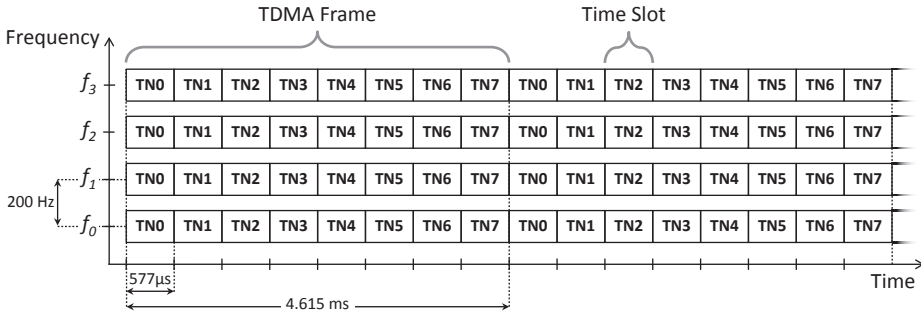 TDMA Frame Time Slot
Frequency
f3 TN0 TN1 TN2 TN3 TN4 TN5 TN6 TN7 TN0 TN1 TN2 TN3 TN4 TN5 TN6 TN7
f2 TN0 TN1 TN2 TN3 TN4 TN5 TN6 TN7 TN0 TN1 TN2 TN3 TN4 TN5 TN6 TN7
f1 TN0 TN1 TN2 TN3 TN4 TN5 TN6 TN7 TN0 TN1 TN2 TN3 TN4 TN5 TN6 TN7
200 Hz
f0 TN0 TN1 TN2 TN3 TN4 TN5 TN6 TN7 TN0 TN1 TN2 TN3 TN4 TN5 TN6 TN7
577µs Time
4.615 ms